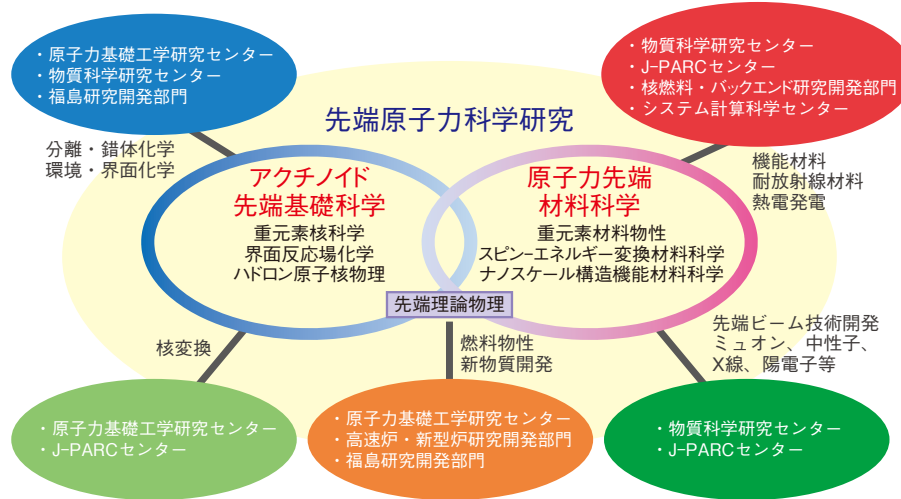 ・原子力基礎工学研究センター
・物質科学研究センター
・福島研究開発部門
・物質科学研究センター
・J-PARCセンター
・核燃料・バックエンド研究開発部門
・システム計算科学センター
先端原子力科学研究
分離・錯体化学
環境・界面化学
機能材料
耐放射線材料
熱電発電
アクチノイド
先端基礎科学
重元素核科学
界面反応場化学
ハドロン原子核物理
原子力先端
材料科学
重元素材料物性
スピン-エネルギー変換材料科学
ナノスケール構造機能材料科学
先端理論物理
核変換
燃料物性
新物質開発
先端ビーム技術開発
ミュオン、中性子、
X線、陽電子等
・原子力基礎工学研究センター
・J-PARCセンター
・原子力基礎工学研究センター
・高速炉・新型炉研究開発部門
・福島研究開発部門
・物質科学研究センター
・J-PARCセンター